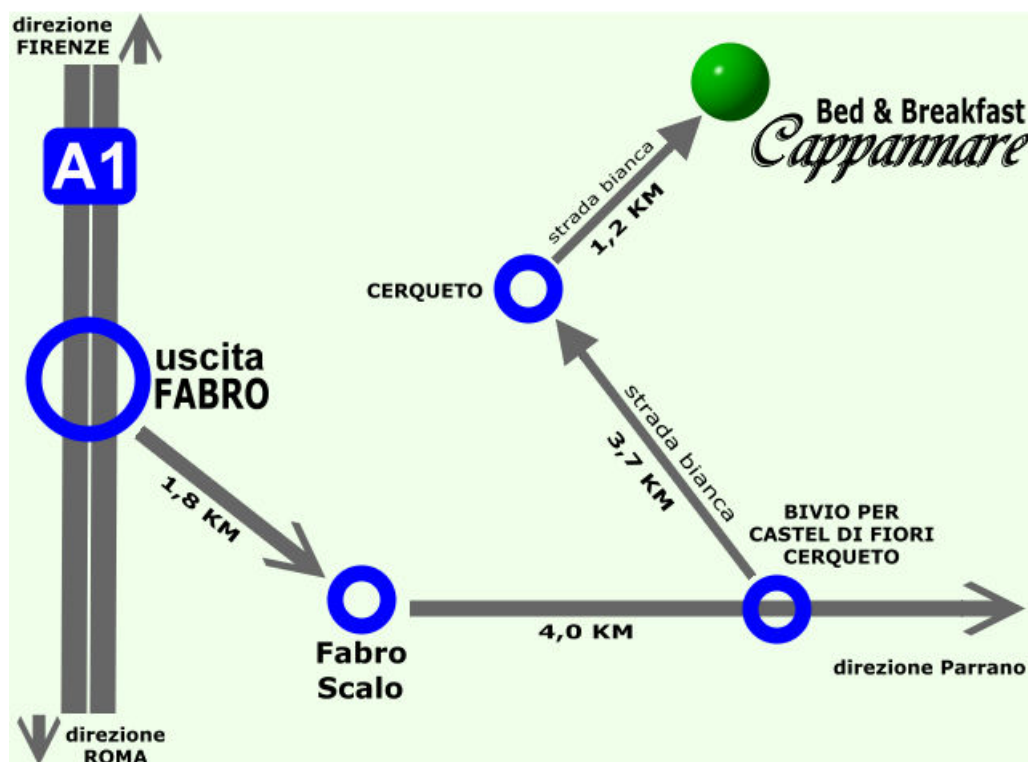 direzione
FIRENZE
A1
Bed & Breakfast
Cappannare
strada bianca
1,2 KM
CERQUETO
uscita
FABRO
strada bianca
3,7 KM
1,8 KM
BIVIO PER
CASTEL DI FIORI
CERQUETO
4,0 KM
Fabro
Scalo
direzione Parrano
direzione
ROMA